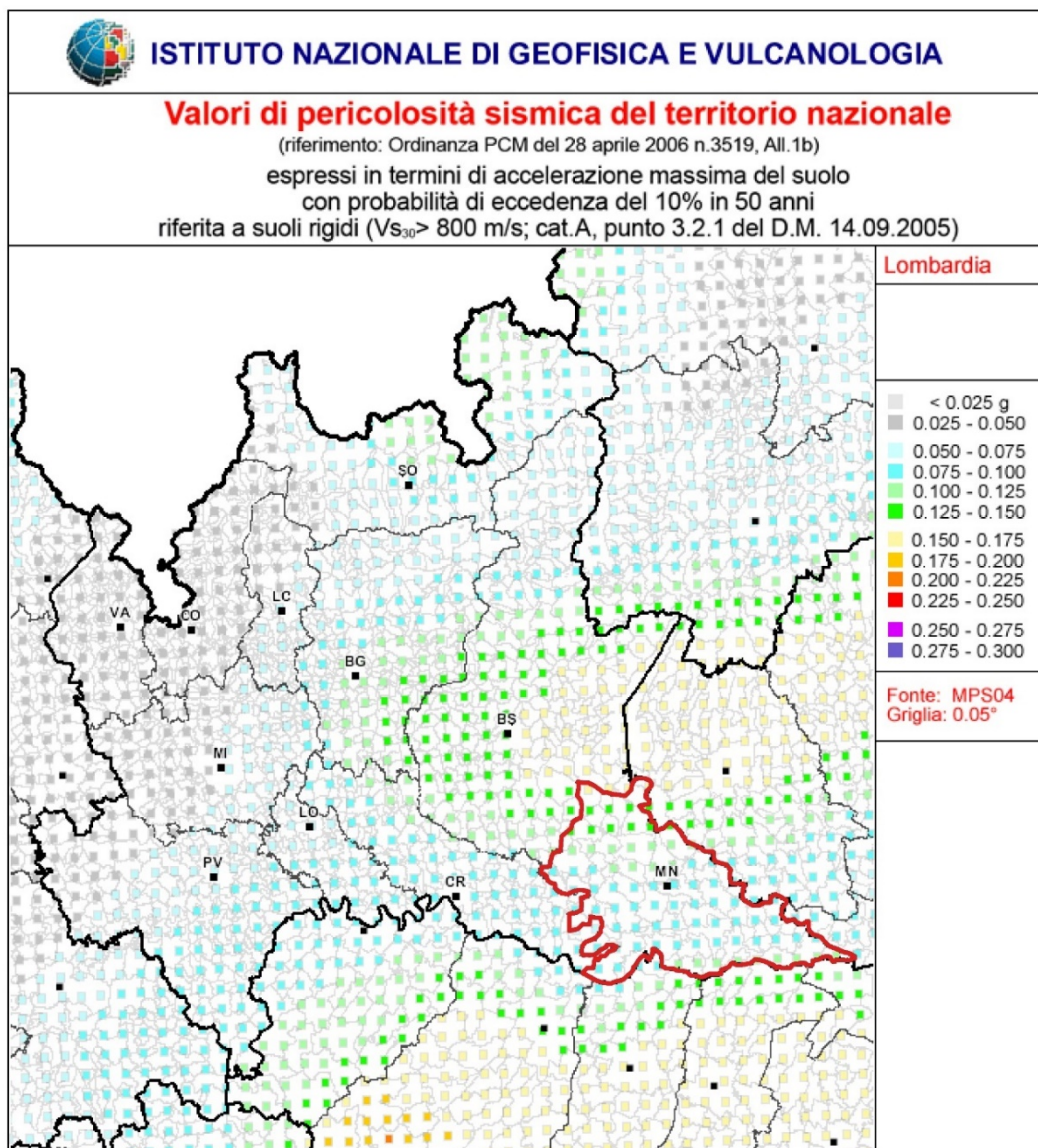 ISTITUTO NAZIONALE DI GEOFISICA E VULCANOLOGIA
Valori di pericolosità sismica del territorio nazionale
(riferimento: Ordinanza PCM del 28 aprile 2006 n.3519, All.1b)
espressi in termini di accelerazione massima del suolo
con probabilità di eccedenza del 10% in 50 anni
riferita a suoli rigidi (Vs₃₀> 800 m/s; cat.A, punto 3.2.1 del D.M. 14.09.2005)
Lombardia
< 0.025 g
0.025 - 0.050
0.050 - 0.075
0.075 - 0.100
0.100 - 0.125
0.125 - 0.150
0.150 - 0.175
0.175 - 0.200
0.200 - 0.225
0.225 - 0.250
0.250 - 0.275
0.275 - 0.300
Fonte: MPS04
Griglia: 0.05°
SO
LC
VA
CO
BG
BS
MI
LO
PV
CR
MN